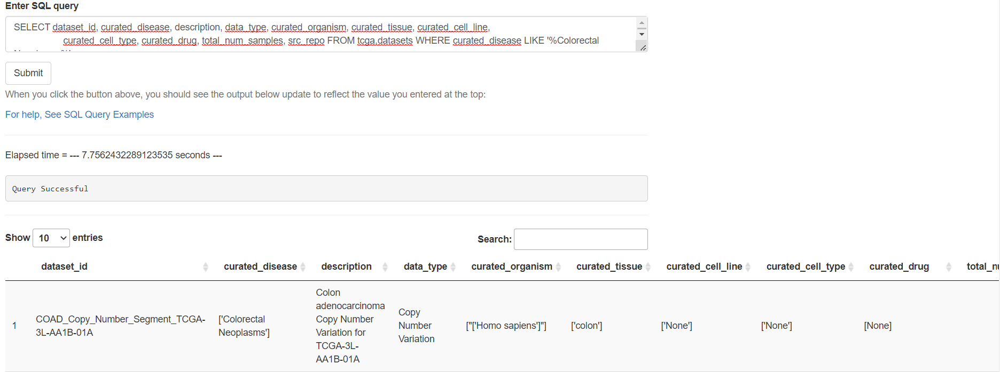 Enter SQL query
SELECT dataset_id, curated_disease, description, data_type, curated_organism, curated_tissue, curated_cell_line,
curated_cell_type, curated_drug, total_num_samples, src_repo FROM tcga.datasets WHERE curated_disease LIKE '%Colorectal
Submit
When you click the button above, you should see the output below update to reflect the value you entered at the top:
For help, See SQL Query Examples
Elapsed time = --- 7.7562432289123535 seconds ---
Query Successful
Show 10 entries
Search:
dataset_id curated_disease description data_type curated_organism curated_tissue curated_cell_line curated_cell_type curated_drug
1
COAD_Copy_Number_Segment_TCGA-
3L-AA1B-01A
['Colorectal
Neoplasms']
Colon
adenocarcinoma
Copy Number
Variation for
TCGA-3L-
AA1B-01A
Copy
Number
Variation
["['Homo sapiens']"]
['colon']
['None']
['None']
[None]